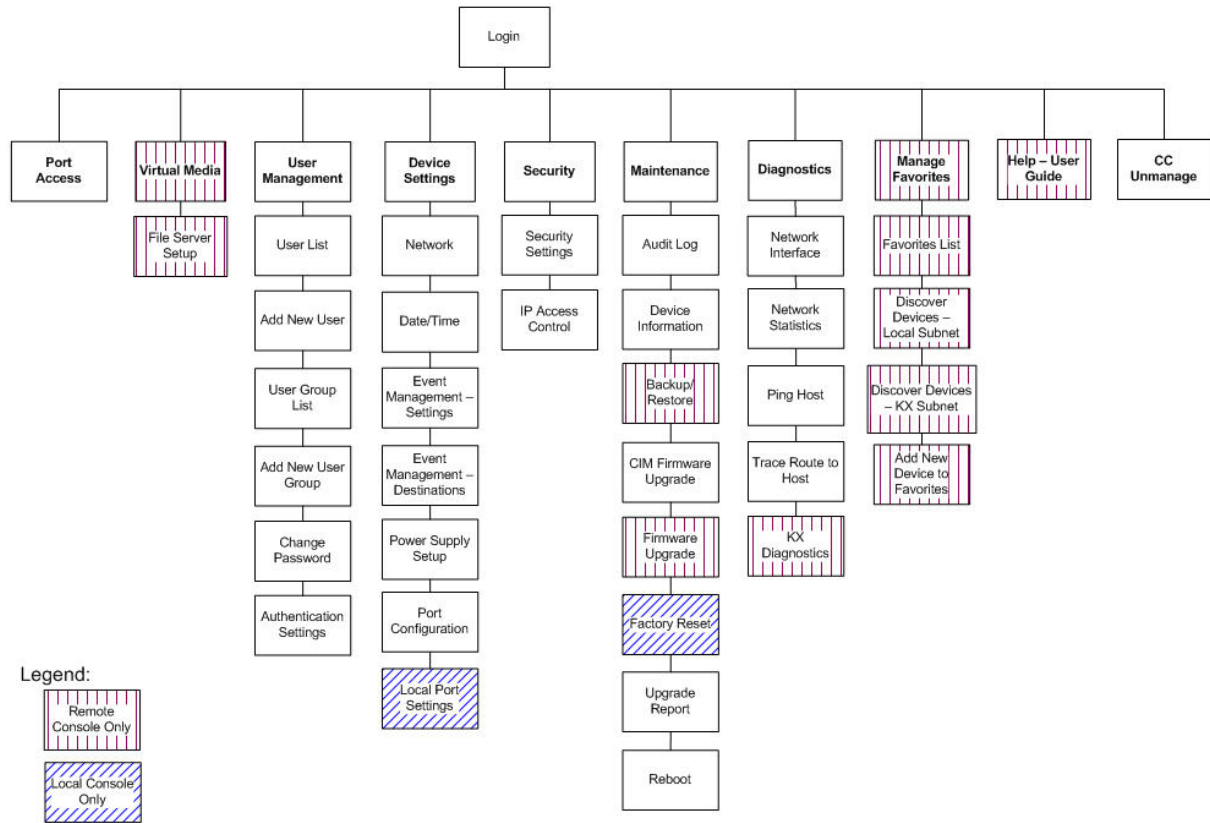 Login
Port
Access
Virtual Media
File Server
Setup
User
Management
User List
Add New User
User Group
List
Add New User
Group
Change
Password
Authentication
Settings
Device
Settings
Network
Date/Time
Event
Management –
Settings
Event
Management –
Destinations
Power Supply
Setup
Port
Configuration
Local Port
Settings
Security
Security
Settings
IP Access
Control
Maintenance
Audit Log
Device
Information
Backup/
Restore
CIM Firmware
Upgrade
Firmware
Upgrade
Factory Reset
Upgrade
Report
Reboot
Diagnostics
Network
Interface
Network
Statistics
Ping Host
Trace Route to
Host
KX
Diagnostics
Manage
Favorites
Favorites List
Discover
Devices –
Local Subnet
Discover Devices
– KX Subnet
Add New
Device to
Favorites
Help – User
Guide
CC
Unmanage
Legend:
Remote
Console Only
Local Console
Only